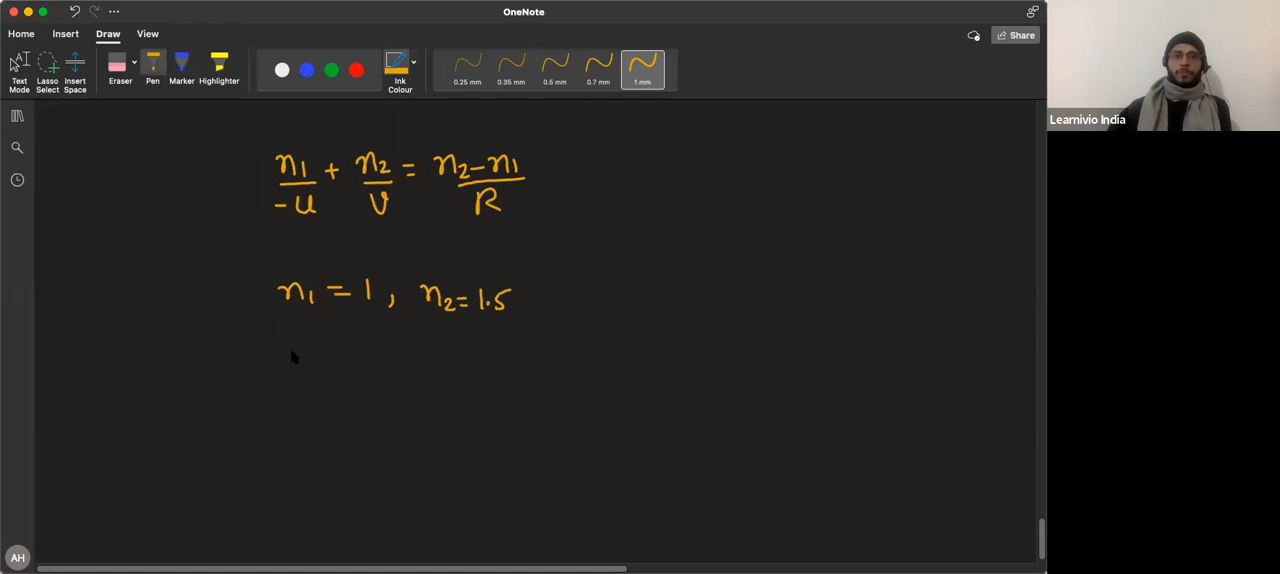 OneNote
Home Insert Draw View
Share
Text Mode Lasso Select Insert Space Eraser Pen Marker Highlighter Ink Colour 0.25 mm 0.35 mm 0.5 mm 0.7 mm 1 mm
Learnivio India
n₁/-u + n₂/v = n₂-n₁/R
n₁ = 1, n₂ = 1.5
AH